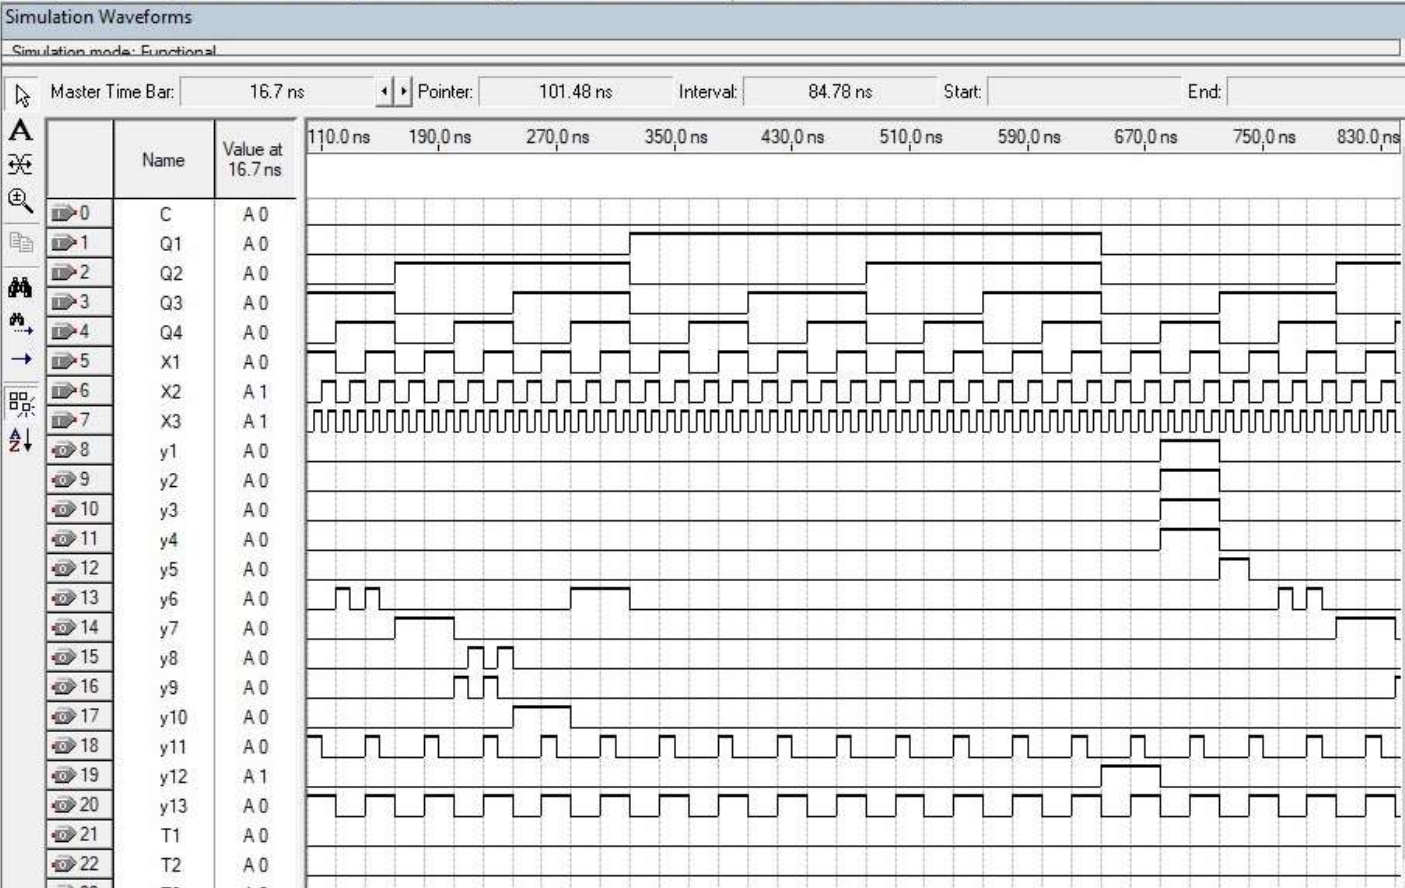 Simulation Waveforms
Simulation mode: Functional
Master Time Bar: 16.7 ns Pointer: 101.48 ns Interval: 84.78 ns Start: End:
Name Value at 16.7 ns 110.0 ns 190.0 ns 270.0 ns 350.0 ns 430.0 ns 510.0 ns 590.0 ns 670.0 ns 750.0 ns 830.0 ns
0 C A 0
1 Q1 A 0
2 Q2 A 0
3 Q3 A 0
4 Q4 A 0
5 X1 A 0
6 X2 A 1
7 X3 A 1
8 y1 A 0
9 y2 A 0
10 y3 A 0
11 y4 A 0
12 y5 A 0
13 y6 A 0
14 y7 A 0
15 y8 A 0
16 y9 A 0
17 y10 A 0
18 y11 A 0
19 y12 A 1
20 y13 A 0
21 T1 A 0
22 T2 A 0